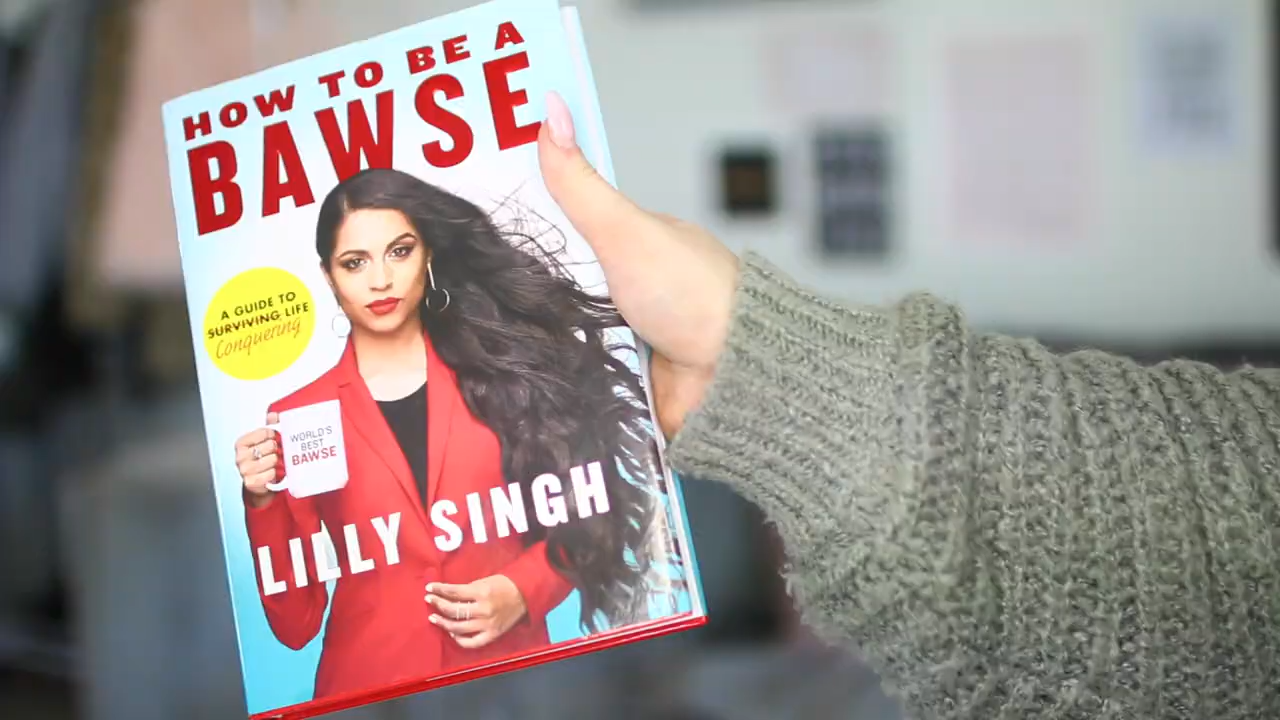 HOW TO BE A
BAWSE
A GUIDE TO
SURVIVING LIFE
Conquering
WORLD'S
BEST
BAWSE
LILLY SINGH